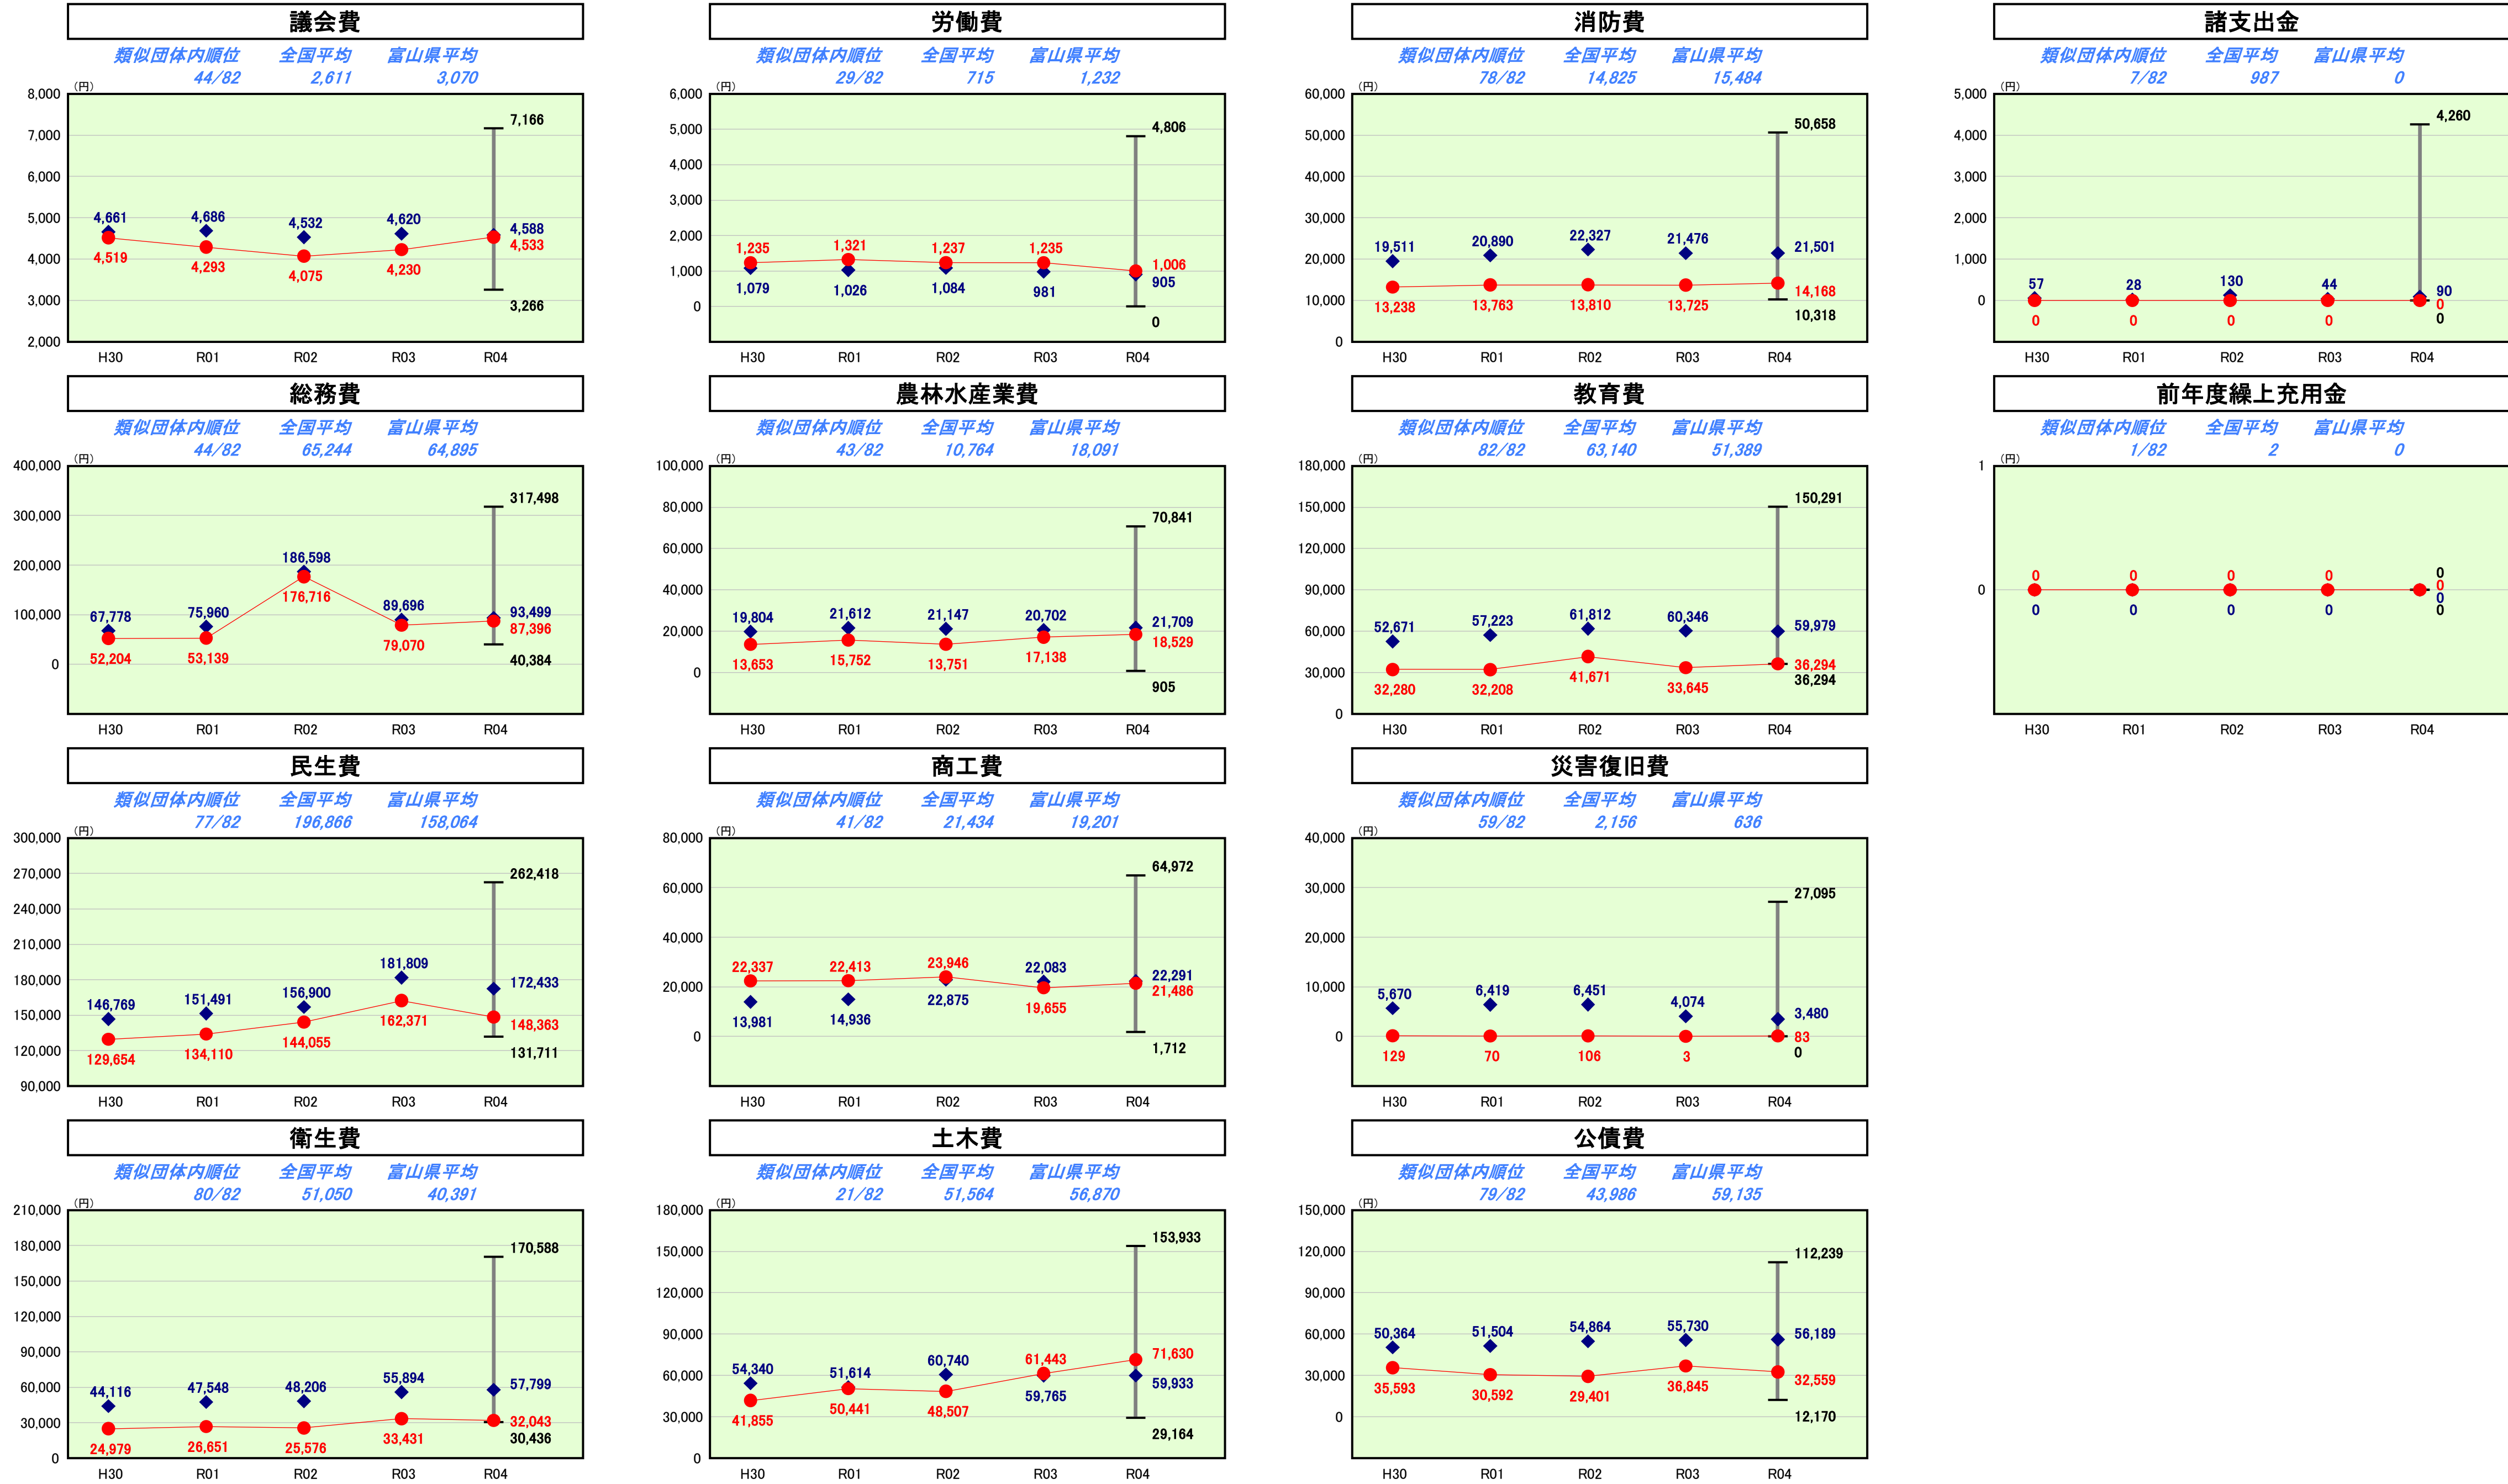 議会費
類似団体内順位 全国平均 富山県平均
44/82 2,611 3,070
(円)
8,000
7,000
6,000
5,000
4,000
3,000
2,000
7,166
4,661 4,686 4,532 4,620 4,588
4,519 4,293 4,075 4,230 4,533
3,266
H30 R01 R02 R03 R04
労働費
類似団体内順位 全国平均 富山県平均
29/82 715 1,232
(円)
6,000
5,000
4,000
3,000
2,000
1,000
0
4,806
1,235 1,321 1,237 1,235 1,006
1,079 1,026 1,084 981 905
0
H30 R01 R02 R03 R04
消防費
類似団体内順位 全国平均 富山県平均
78/82 14,825 15,484
(円)
60,000
50,000
40,000
30,000
20,000
10,000
0
50,658
19,511 20,890 22,327 21,476 21,501
13,238 13,763 13,810 13,725 14,168
10,318
H30 R01 R02 R03 R04
諸支出金
類似団体内順位 全国平均 富山県平均
7/82 987 0
(円)
5,000
4,000
3,000
2,000
1,000
0
4,260
57 28 130 44 90
0 0 0 0 0
0
H30 R01 R02 R03 R04
総務費
類似団体内順位 全国平均 富山県平均
44/82 65,244 64,895
(円)
400,000
300,000
200,000
100,000
0
317,498
67,778 75,960 186,598 89,696 93,499
52,204 53,139 176,716 79,070 87,396
40,384
H30 R01 R02 R03 R04
農林水産業費
類似団体内順位 全国平均 富山県平均
43/82 10,764 18,091
(円)
100,000
80,000
60,000
40,000
20,000
0
70,841
19,804 21,612 21,147 20,702 21,709
13,653 15,752 13,751 17,138 18,529
905
H30 R01 R02 R03 R04
教育費
類似団体内順位 全国平均 富山県平均
82/82 63,140 51,389
(円)
180,000
150,000
120,000
90,000
60,000
30,000
0
150,291
52,671 57,223 61,812 60,346 59,979
32,280 32,208 41,671 33,645 36,294
36,294
H30 R01 R02 R03 R04
前年度繰上充用金
類似団体内順位 全国平均 富山県平均
1/82 2 0
(円)
1
0
0
0 0 0 0 0
0 0 0 0 0
0
H30 R01 R02 R03 R04
民生費
類似団体内順位 全国平均 富山県平均
77/82 196,866 158,064
(円)
300,000
270,000
240,000
210,000
180,000
150,000
120,000
90,000
262,418
146,769 151,491 156,900 181,809 172,433
129,654 134,110 144,055 162,371 148,363
131,711
H30 R01 R02 R03 R04
商工費
類似団体内順位 全国平均 富山県平均
41/82 21,434 19,201
(円)
80,000
60,000
40,000
20,000
0
64,972
22,337 22,413 23,946 22,083 22,291
13,981 14,936 22,875 19,655 21,486
1,712
H30 R01 R02 R03 R04
災害復旧費
類似団体内順位 全国平均 富山県平均
59/82 2,156 636
(円)
40,000
30,000
20,000
10,000
0
27,095
5,670 6,419 6,451 4,074 3,480
129 70 106 3 83
0
H30 R01 R02 R03 R04
衛生費
類似団体内順位 全国平均 富山県平均
80/82 51,050 40,391
(円)
210,000
180,000
150,000
120,000
90,000
60,000
30,000
0
170,588
44,116 47,548 48,206 55,894 57,799
24,979 26,651 25,576 33,431 32,043
30,436
H30 R01 R02 R03 R04
土木費
類似団体内順位 全国平均 富山県平均
21/82 51,564 56,870
(円)
180,000
150,000
120,000
90,000
60,000
30,000
0
153,933
54,340 51,614 60,740 61,443 71,630
41,855 50,441 48,507 59,765 59,933
29,164
H30 R01 R02 R03 R04
公債費
類似団体内順位 全国平均 富山県平均
79/82 43,986 59,135
(円)
150,000
120,000
90,000
60,000
30,000
0
112,239
50,364 51,504 54,864 55,730 56,189
35,593 30,592 29,401 36,845 32,559
12,170
H30 R01 R02 R03 R04